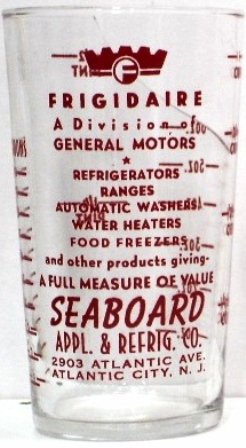 F
FRIGIDAIRE
A Division of
GENERAL MOTORS
REFRIGERATORS
RANGES
AUTOMATIC WASHERS
WATER HEATERS
FOOD FREEZERS
and other products giving-
A FULL MEASURE OF VALUE
SEABOARD
APPL. & REFRIG. CO.
2903 ATLANTIC AVE.
ATLANTIC CITY, N. J.